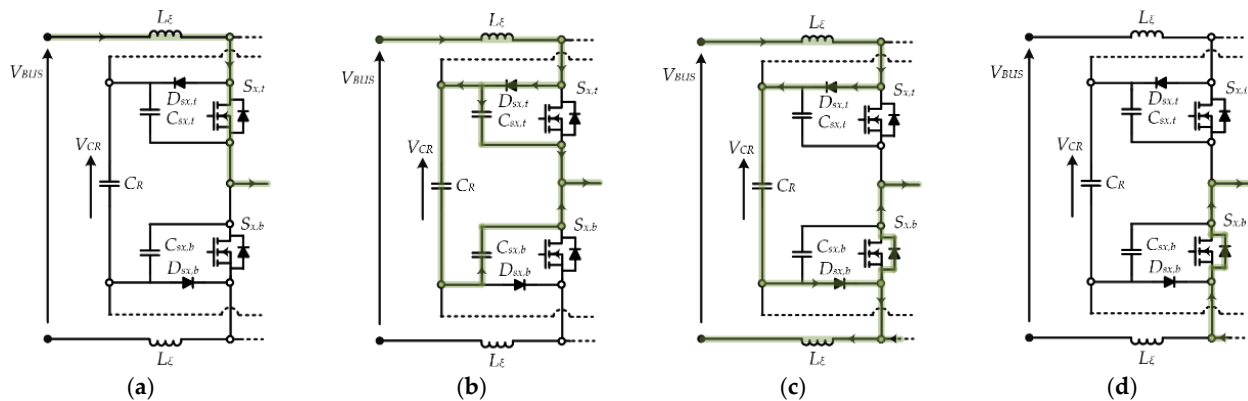 Lξ
VBUS
Sx,t
Dsx,t
Csx,t
VCR
CR
Sx,b
Csx,b
Dsx,b
Lξ
(a)
Lξ
VBUS
Sx,t
Dsx,t
Csx,t
VCR
CR
Sx,b
Csx,b
Dsx,b
Lξ
(b)
Lξ
VBUS
Sx,t
Dsx,t
Csx,t
VCR
CR
Sx,b
Csx,b
Dsx,b
Lξ
(c)
Lξ
VBUS
Sx,t
Dsx,t
Csx,t
VCR
CR
Sx,b
Csx,b
Dsx,b
Lξ
(d)